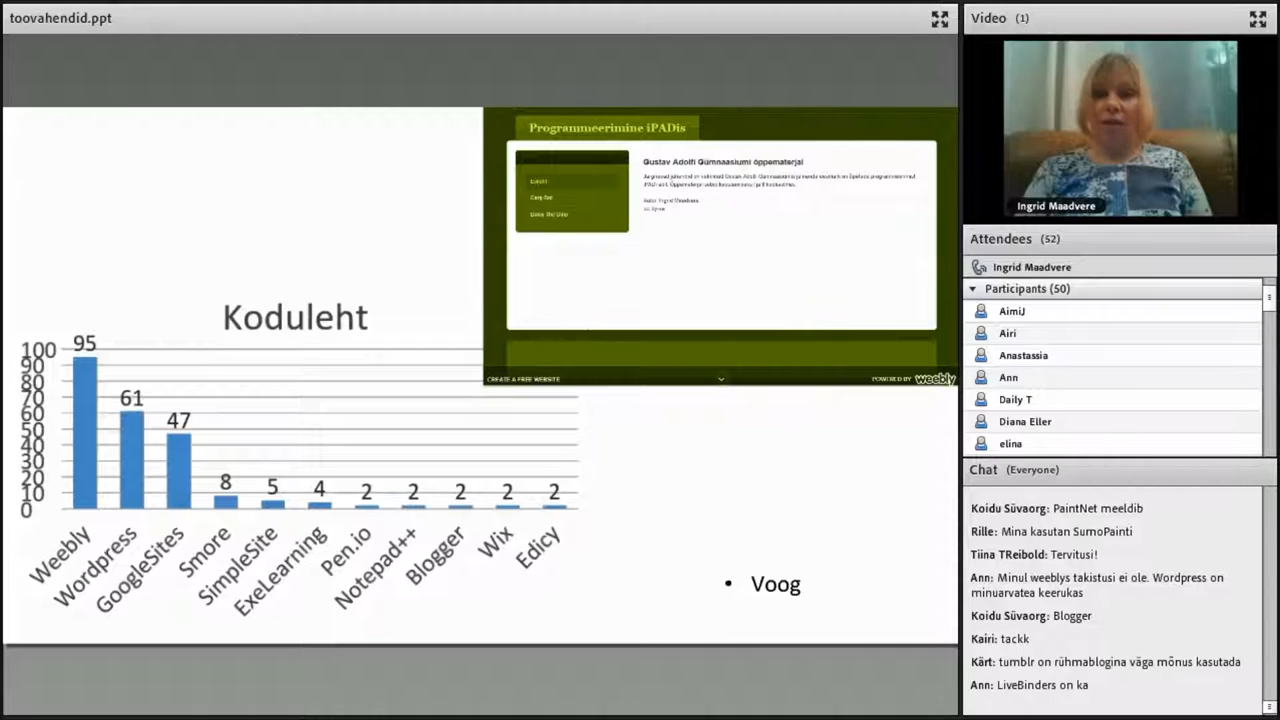 toovahendid.ppt
Programmeerimine iPADis
Gustav Adolfi Gümnaasiumi õppematerjal
Autor Ingrid Maadvere
CREATE A FREE WEBSITE
POWERED BY weebly
Koduleht
100
90
80
70
60
50
40
30
20
10
0
95
61
47
8
5
4
2
2
2
2
2
Weebly
Wordpress
GoogleSites
Smore
SimpleSite
ExeLearning
Pen.io
Notepad++
Blogger
Wix
Edicy
• Voog
Video (1)
Ingrid Maadvere
Attendees (52)
Ingrid Maadvere
Participants (50)
AimiJ
Airi
Anastassia
Ann
Daily T
Diana Eller
elina
Chat (Everyone)
Koidu Süvaorg: PaintNet meeldib
Rille: Mina kasutan SumoPainti
Tiina TReibold: Tervitusi!
Ann: Minul weeblys takistusi ei ole. Wordpress on
minuarvatea keerukas
Koidu Süvaorg: Blogger
Kairi: tackk
Kärt: tumblr on rühmablogina väga mõnus kasutada
Ann: LiveBinders on ka